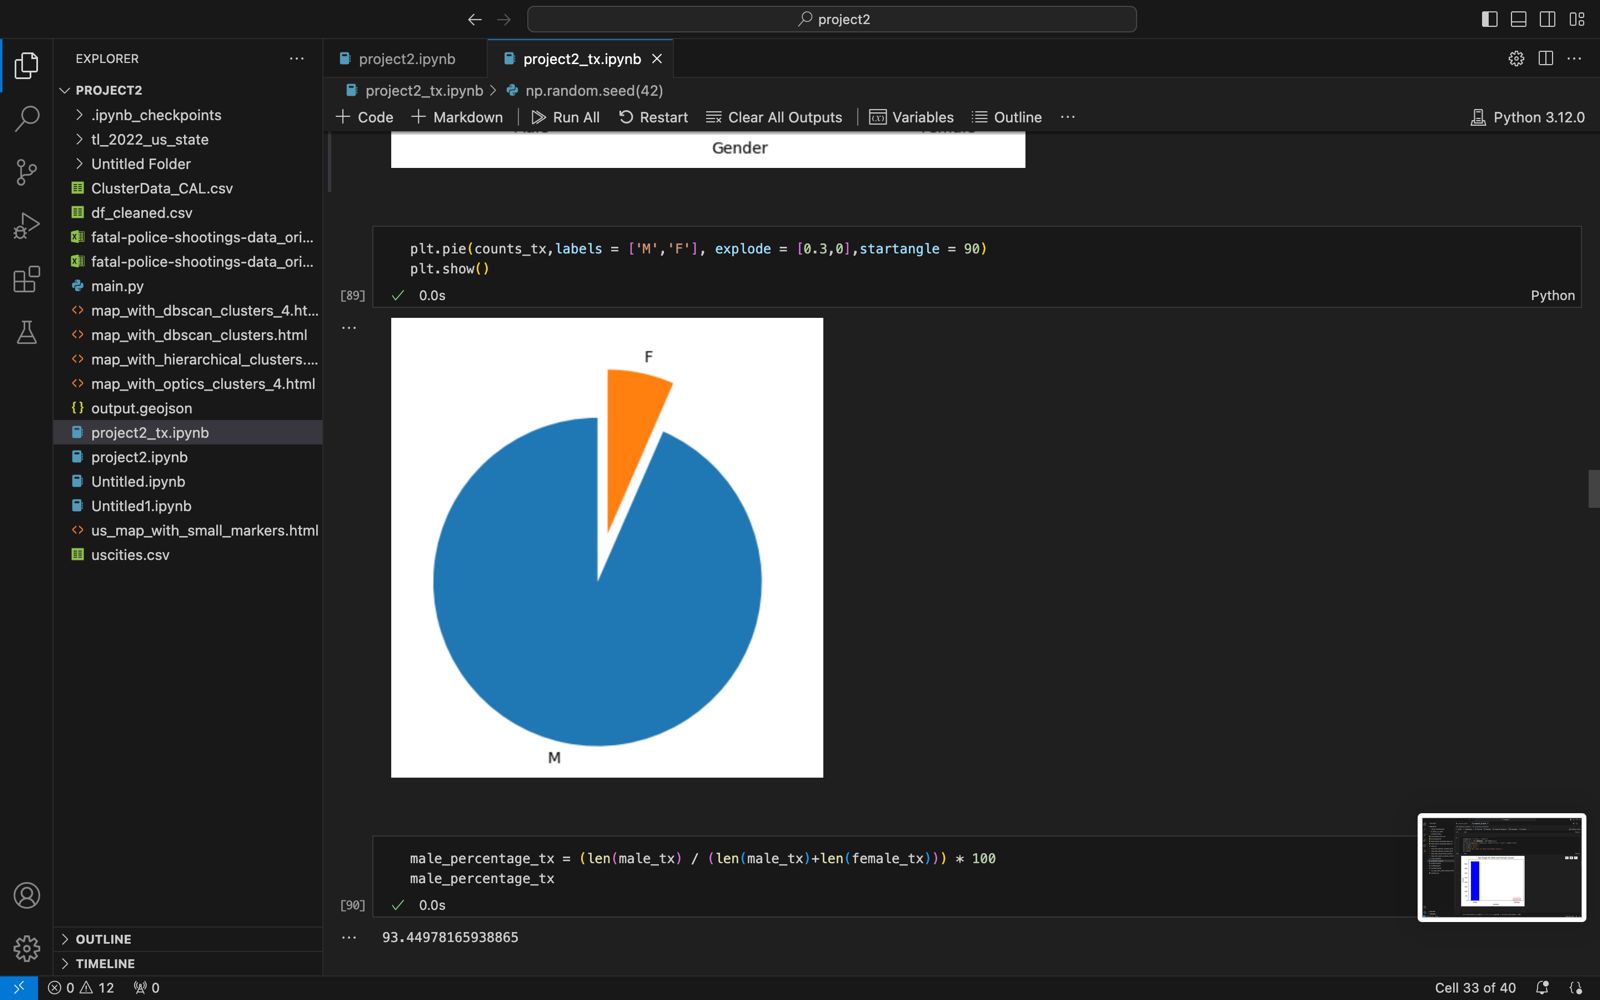 project2
EXPLORER
PROJECT2
.ipynb_checkpoints
tl_2022_us_state
Untitled Folder
ClusterData_CAL.csv
df_cleaned.csv
fatal-police-shootings-data_ori...
fatal-police-shootings-data_ori...
main.py
map_with_dbscan_clusters_4.ht...
map_with_dbscan_clusters.html
map_with_hierarchical_clusters....
map_with_optics_clusters_4.html
output.geojson
project2_tx.ipynb
project2.ipynb
Untitled.ipynb
Untitled1.ipynb
us_map_with_small_markers.html
uscities.csv
OUTLINE
TIMELINE
project2.ipynb project2_tx.ipynb
project2_tx.ipynb > np.random.seed(42)
+ Code + Markdown Run All Restart Clear All Outputs Variables Outline ... Python 3.12.0
Gender
plt.pie(counts_tx,labels = ['M','F'], explode = [0.3,0],startangle = 90)
plt.show()
[89] 0.0s Python
F
M
male_percentage_tx = (len(male_tx) / (len(male_tx)+len(female_tx))) * 100
male_percentage_tx
[90] 0.0s
93.44978165938865
0 12 0 Cell 33 of 40